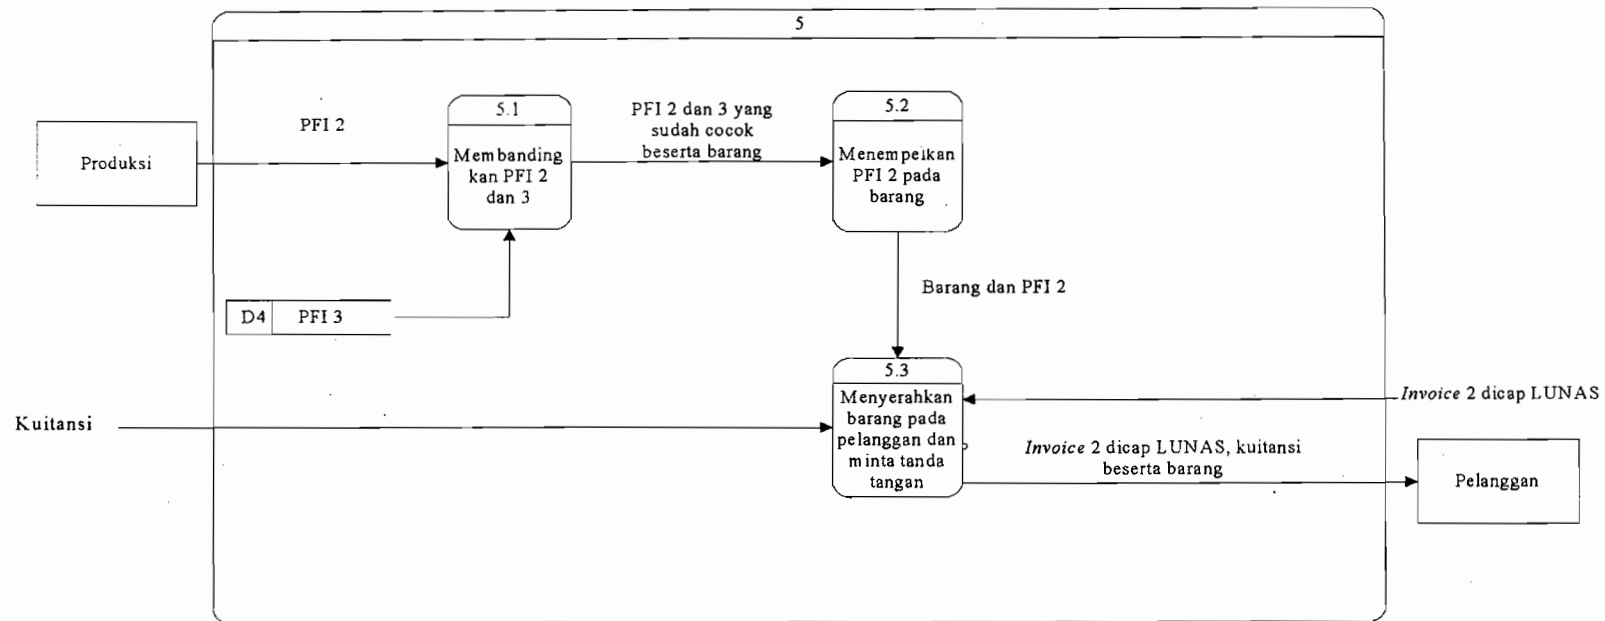 5
Produksi
PFI 2
5.1
Membanding
kan PFI 2
dan 3
PFI 2 dan 3 yang
sudah cocok
beserta barang
5.2
Menempelkan
PFI 2 pada
barang
D4 PFI 3
Barang dan PFI 2
Kuitansi
5.3
Menyerahkan
barang pada
pelanggan dan
minta tanda
tangan
Invoice 2 dicap LUNAS
Invoice 2 dicap LUNAS, kuitansi
beserta barang
Pelanggan